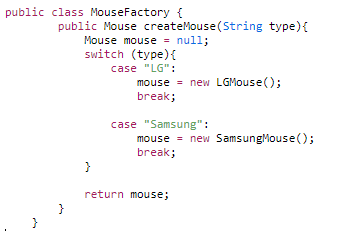 public class MouseFactory {
public Mouse createMouse(String type){
Mouse mouse = null;
switch (type){
case "LG":
mouse = new LGMouse();
break;
case "Samsung":
mouse = new SamsungMouse();
break;
}
return mouse;
}
}